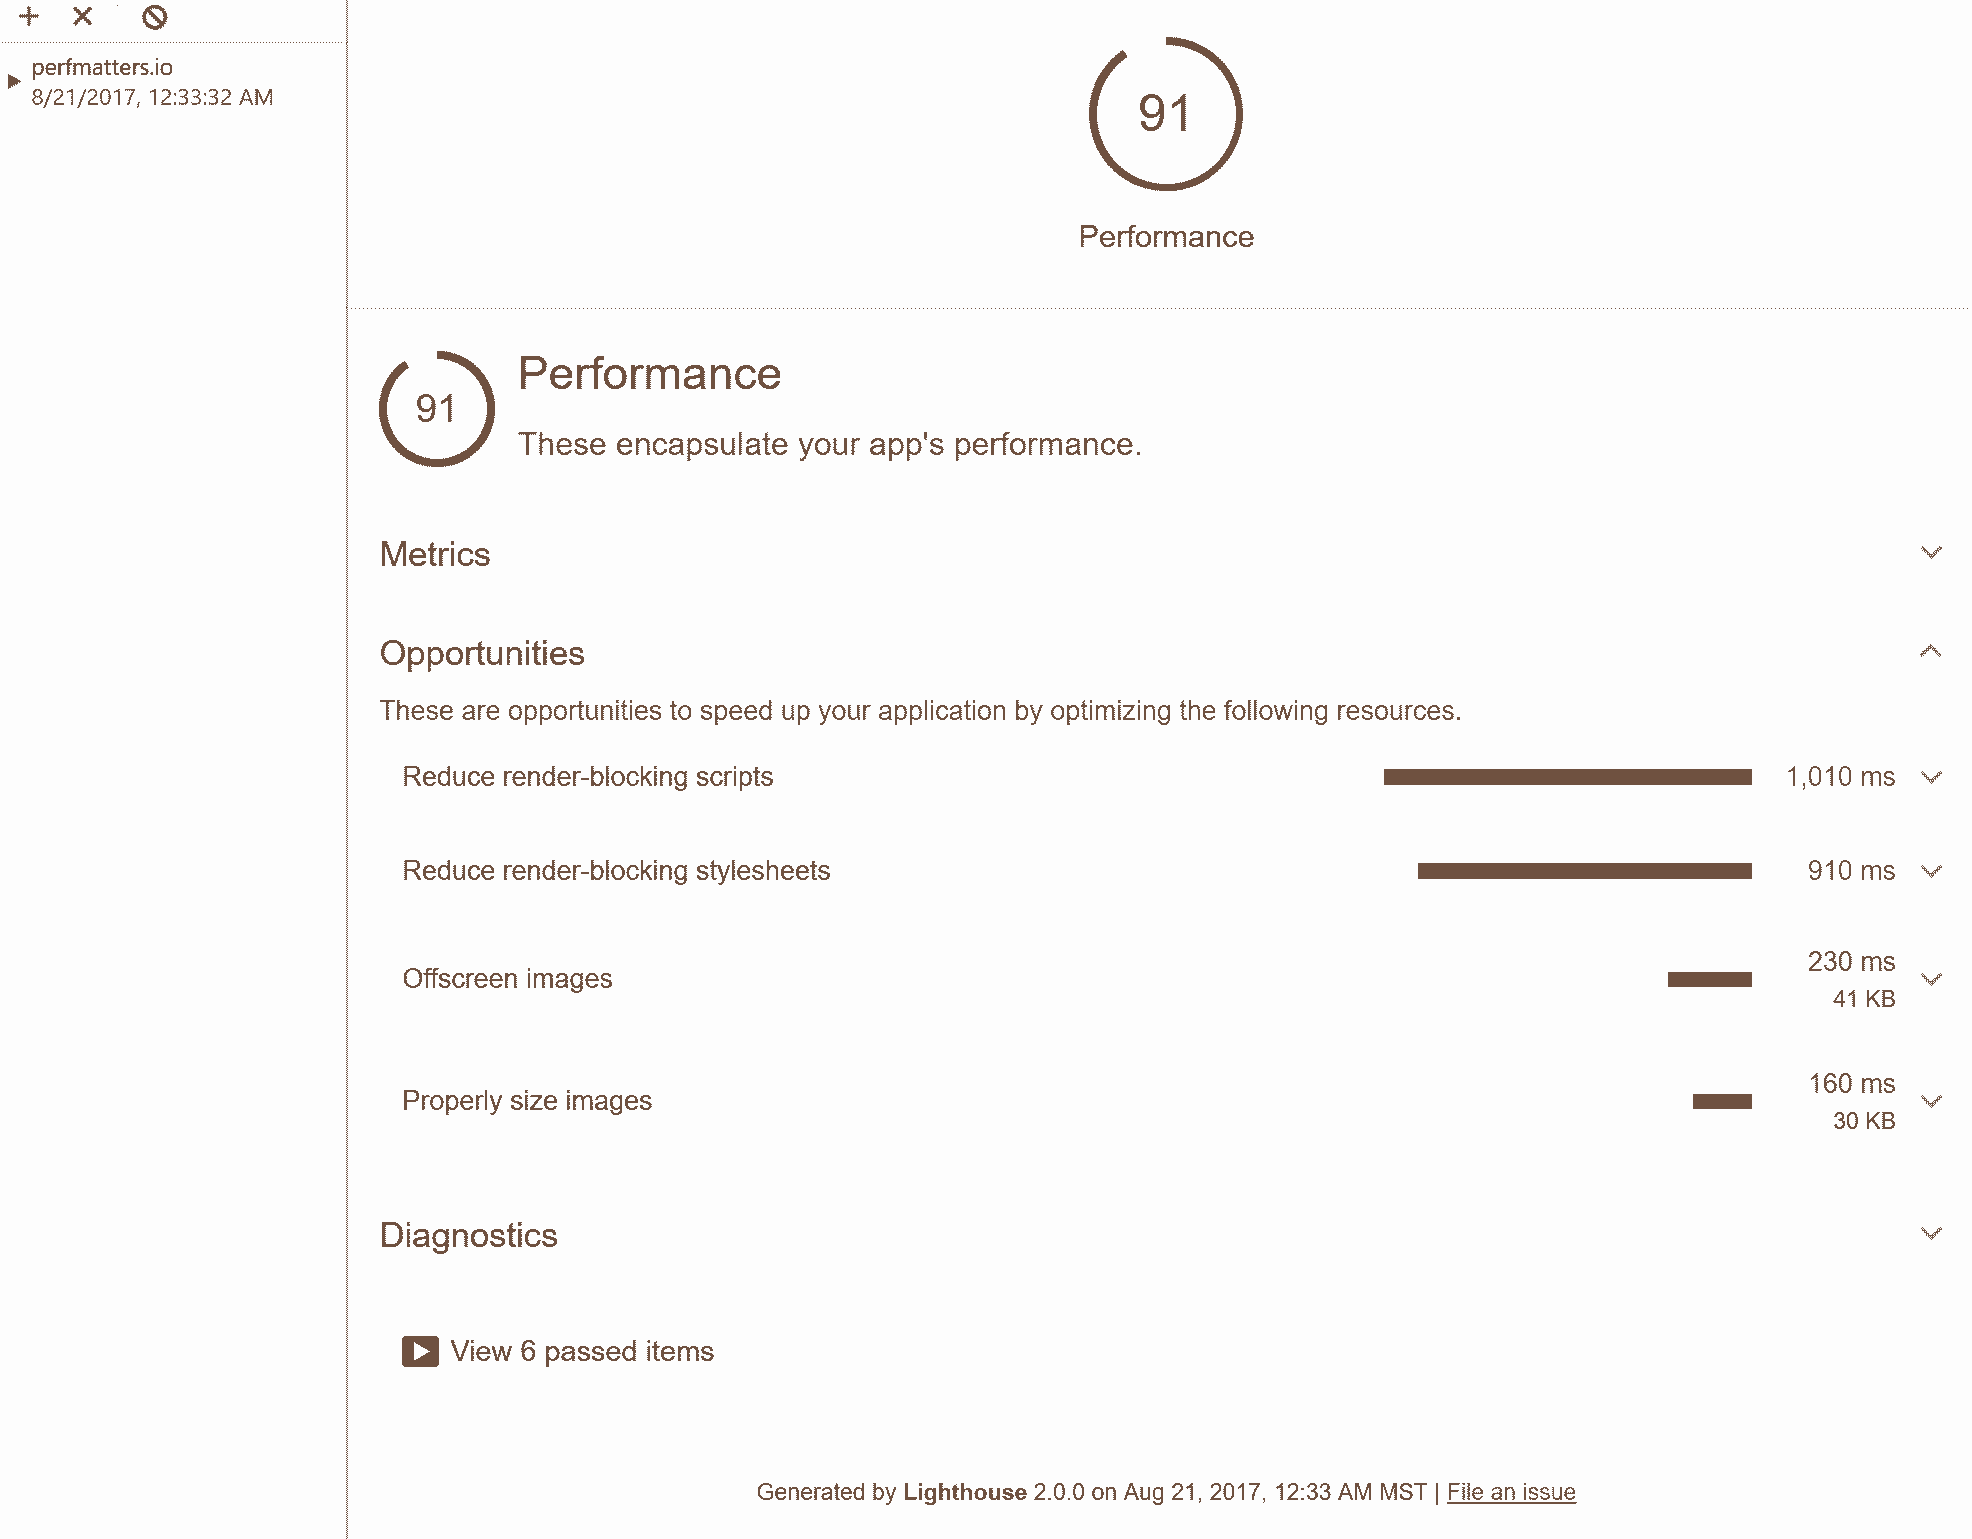 perfmatters.io
8/21/2017, 12:33:32 AM
91
Performance
91
Performance
These encapsulate your app's performance.
Metrics
Opportunities
These are opportunities to speed up your application by optimizing the following resources.
Reduce render-blocking scripts 1,010 ms
Reduce render-blocking stylesheets 910 ms
Offscreen images 230 ms
41 KB
Properly size images 160 ms
30 KB
Diagnostics
View 6 passed items
Generated by Lighthouse 2.0.0 on Aug 21, 2017, 12:33 AM MST | File an issue